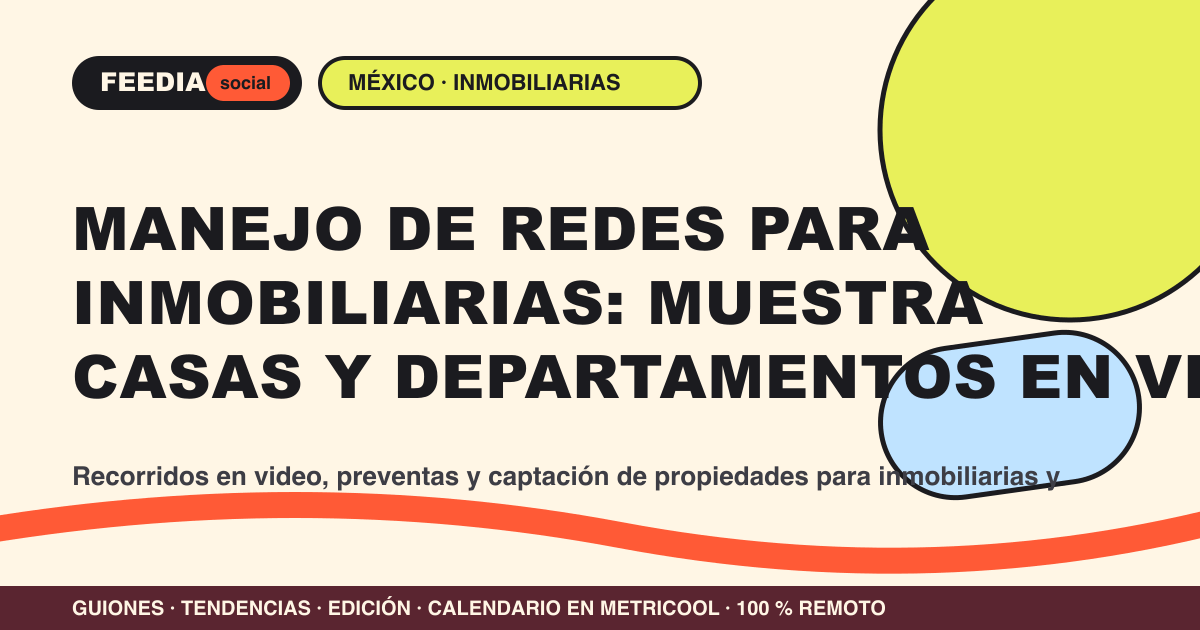 FEEDIA social
MÉXICO · INMOBILIARIAS
MANEJO DE REDES PARA
INMOBILIARIAS: MUESTRA
CASAS Y DEPARTAMENTOS EN
Recorridos en video, preventas y captación de propiedades para inmobiliarias y
GUIONES · TENDENCIAS · EDICIÓN · CALENDARIO EN METRICOOL · 100 % REMOTO